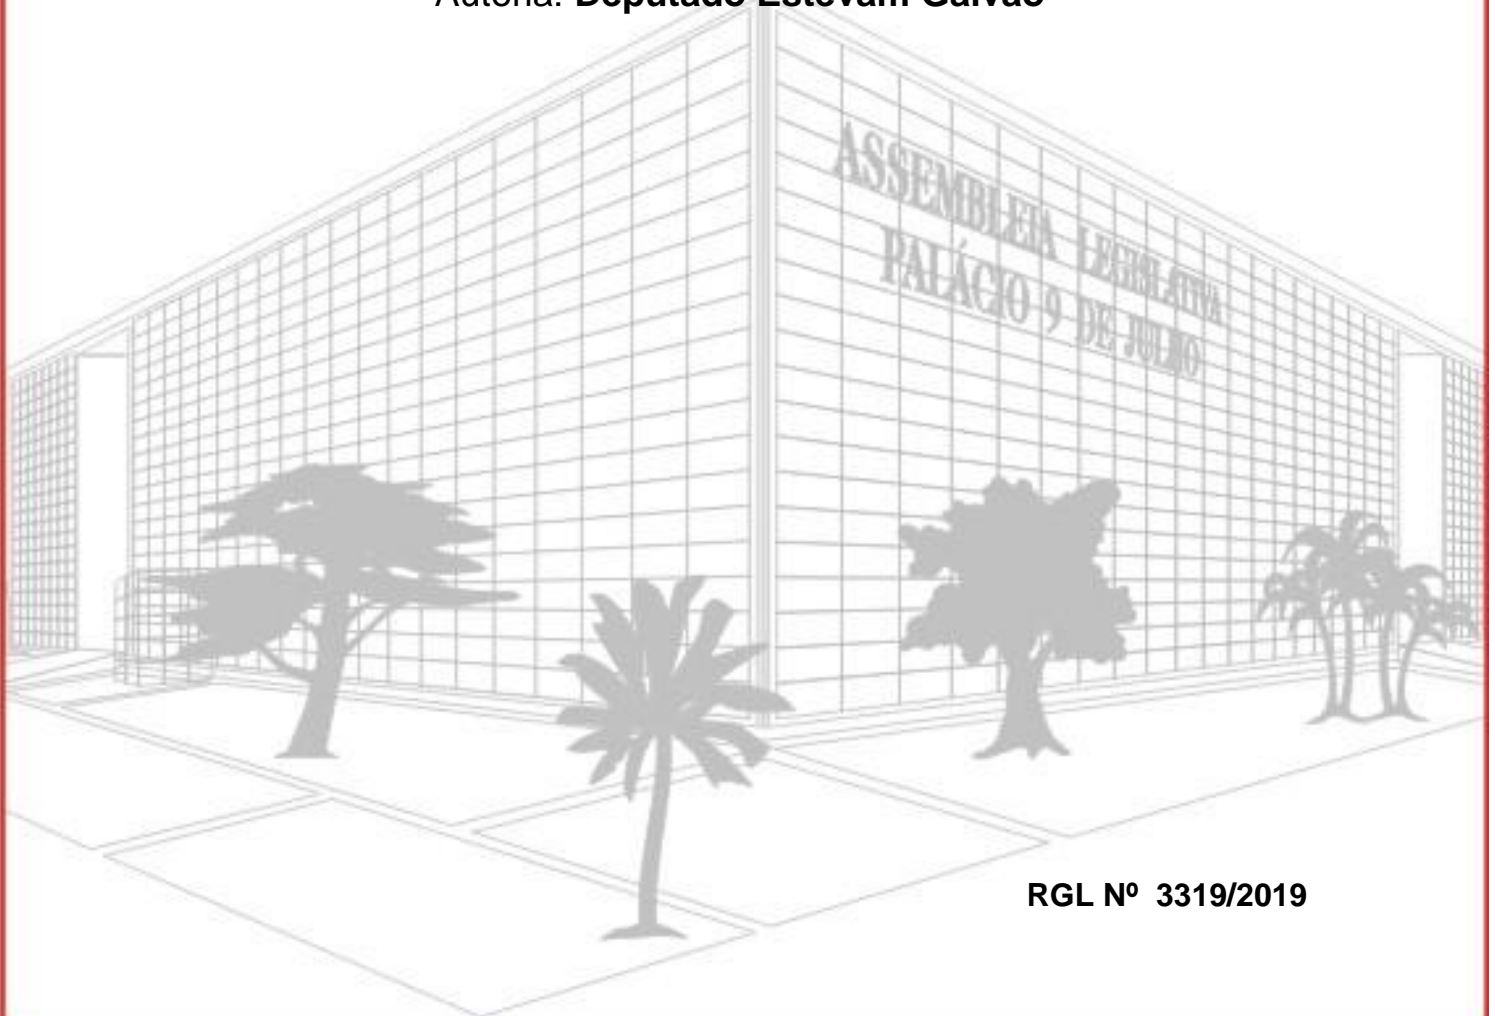 Autoria: Deputado Estevam Galvão
ASSEMBLEIA LEGISLATIVA
PALÁCIO 9 DE JULHO
RGL Nº 3319/2019